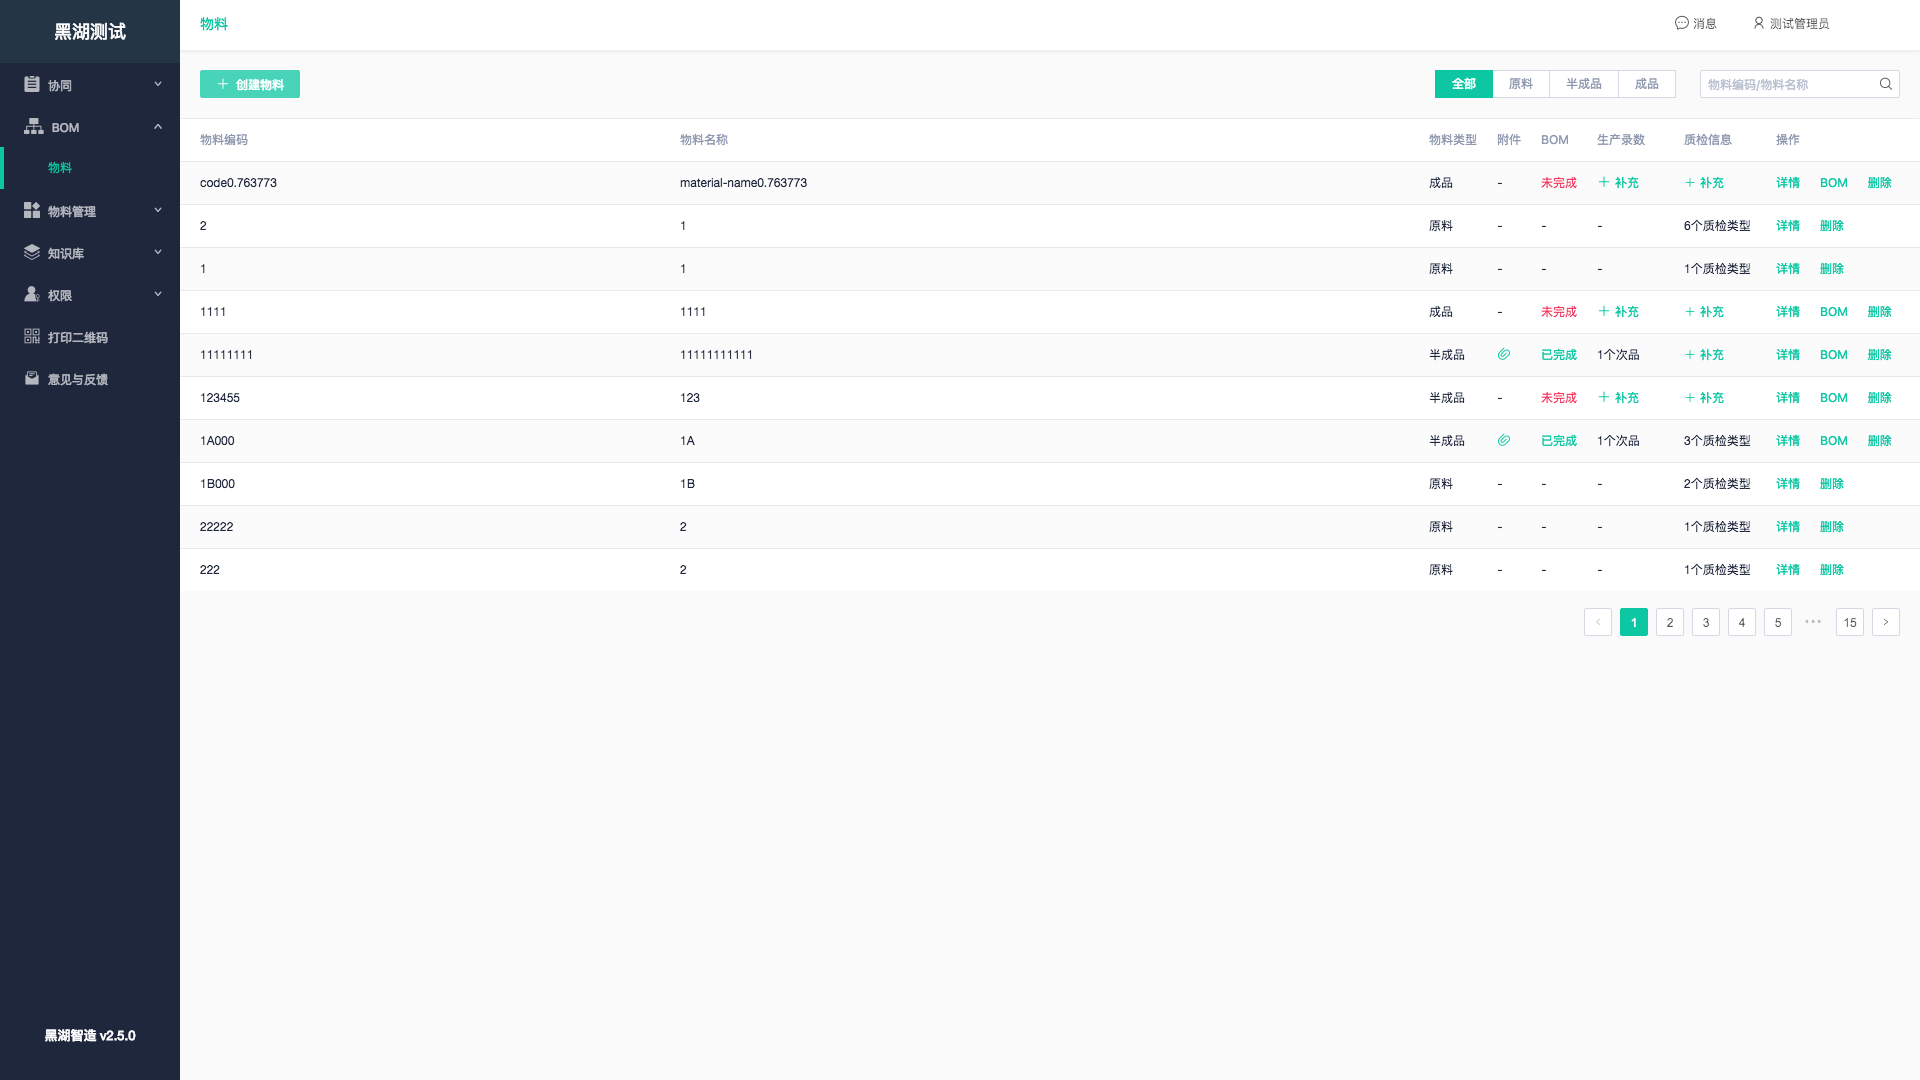 黑湖测试
协同
BOM
物料
物料管理
知识库
权限
打印二维码
意见与反馈
黑湖智造 v2.5.0
物料
消息 测试管理员
创建物料 全部 原料 半成品 成品 物料编码/物料名称
物料编码 物料名称 物料类型 附件 BOM 生产录数 质检信息 操作
code0.763773 material-name0.763773 成品 - 未完成 + 补充 + 补充 详情 BOM 删除
2 1 原料 - - - 6个质检类型 详情 删除
1 1 原料 - - - 1个质检类型 详情 删除
1111 1111 成品 - 未完成 + 补充 + 补充 详情 BOM 删除
11111111 11111111111 半成品 已完成 1个次品 + 补充 详情 BOM 删除
123455 123 半成品 - 未完成 + 补充 + 补充 详情 BOM 删除
1A000 1A 半成品 已完成 1个次品 3个质检类型 详情 BOM 删除
1B000 1B 原料 - - - 2个质检类型 详情 删除
22222 2 原料 - - - 1个质检类型 详情 删除
222 2 原料 - - - 1个质检类型 详情 删除
1 2 3 4 5 ••• 15